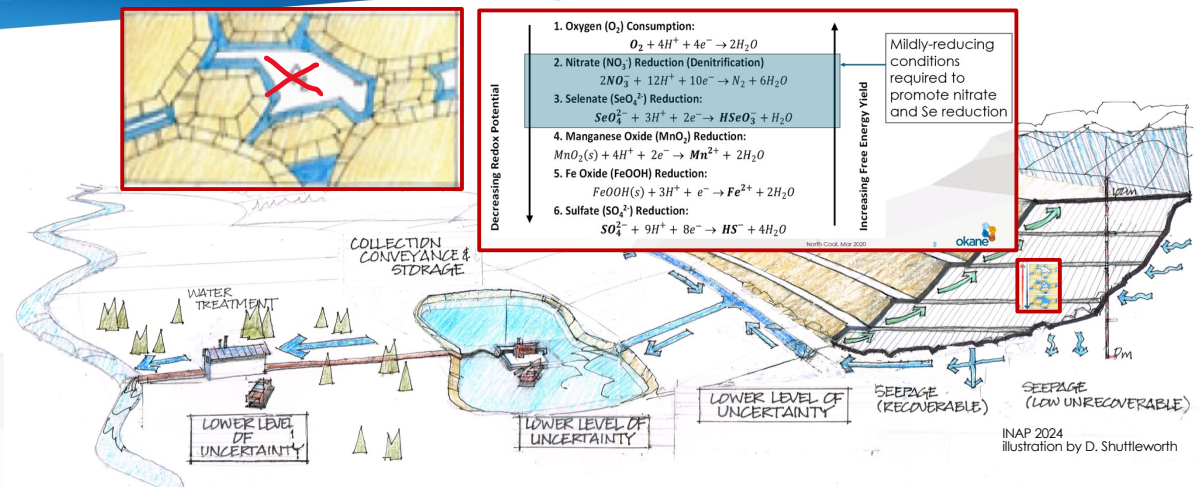 1. Oxygen (O₂) Consumption:
O₂ + 4H⁺ + 4e⁻ → 2H₂O
2. Nitrate (NO₃⁻) Reduction (Denitrification)
2NO₃⁻ + 12H⁺ + 10e⁻ → N₂ + 6H₂O
3. Selenate (SeO₄²⁻) Reduction:
SeO₄²⁻ + 3H⁺ + 2e⁻ → HSeO₃⁻ + H₂O
4. Manganese Oxide (MnO₂) Reduction:
MnO₂(s) + 4H⁺ + 2e⁻ → Mn²⁺ + 2H₂O
5. Fe Oxide (FeOOH) Reduction:
FeOOH(s) + 3H⁺ + e⁻ → Fe²⁺ + 2H₂O
6. Sulfate (SO₄²⁻) Reduction:
SO₄²⁻ + 9H⁺ + 8e⁻ → HS⁻ + 4H₂O
Decreasing Redox Potential
Increasing Free Energy Yield
Mildly-reducing
conditions
required to
promote nitrate
and Se reduction
North Coal, Mar 2020
8
okane
100m
0m
COLLECTION
CONVEYANCE &
STORAGE
WATER
TREATMENT
LOWER LEVEL
OF
UNCERTAINTY
LOWER LEVEL OF
UNCERTAINTY
LOWER LEVEL OF
UNCERTAINTY
SEEPAGE
(RECOVERABLE)
SEEPAGE
(LOW UNRECOVERABLE)
INAP 2024
illustration by D. Shuttleworth